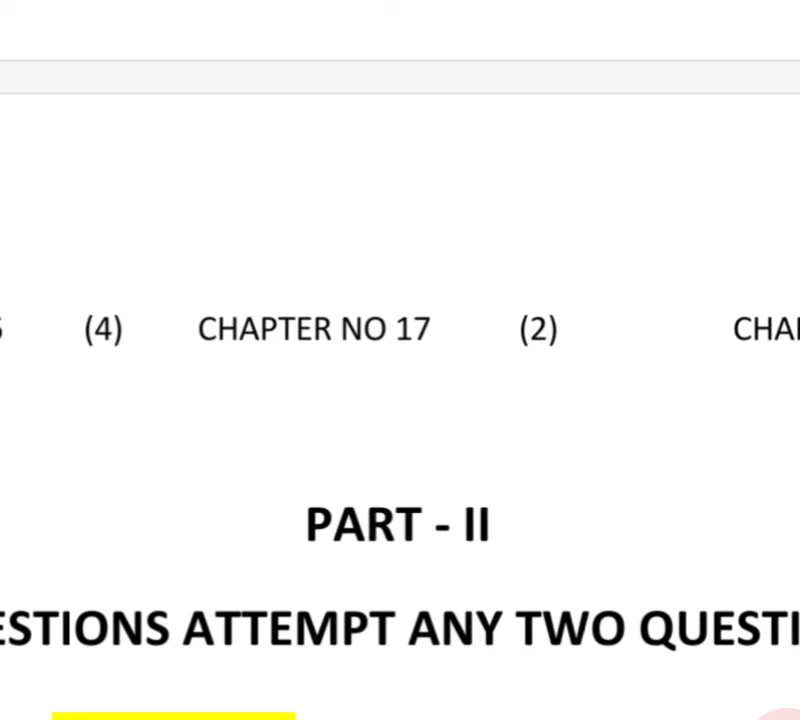 (4) CHAPTER NO 17 (2)
PART - II
ATTEMPT ANY TWO